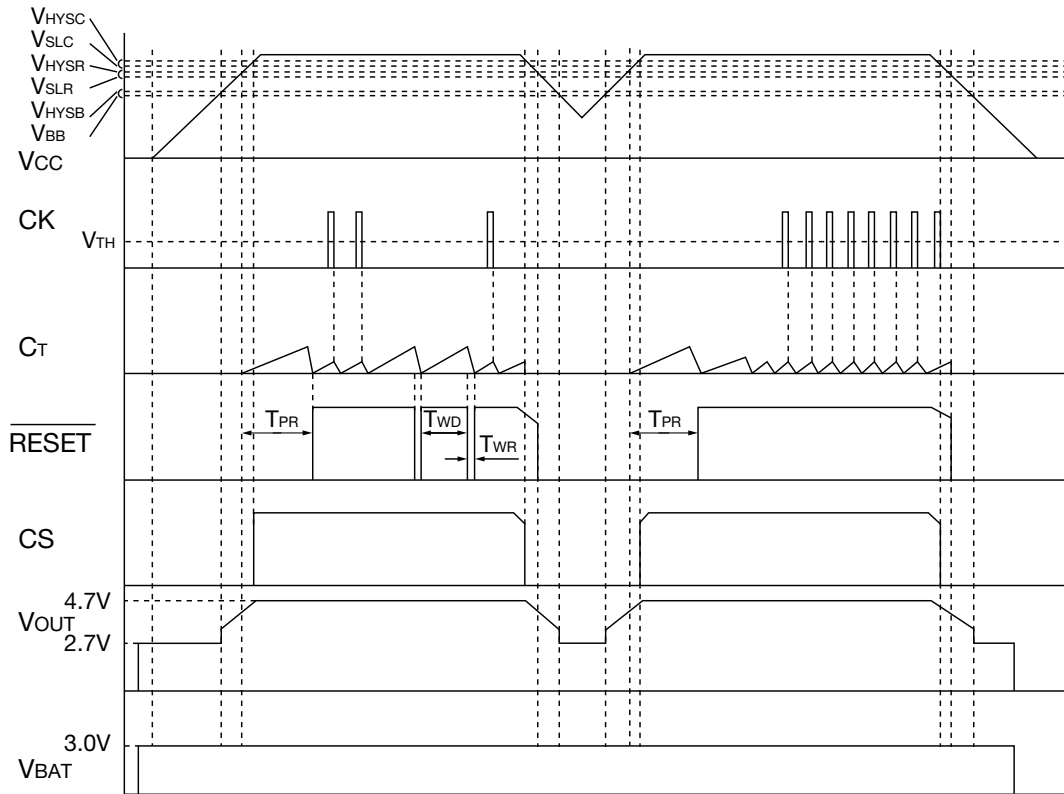 VHYSC
VSLC
VHYSR
VSLR
VHYSB
VBB
VCC
CK
VTH
CT
TPR TWD TPR
RESET
TWR
CS
4.7V
VOUT
2.7V
3.0V
VBAT